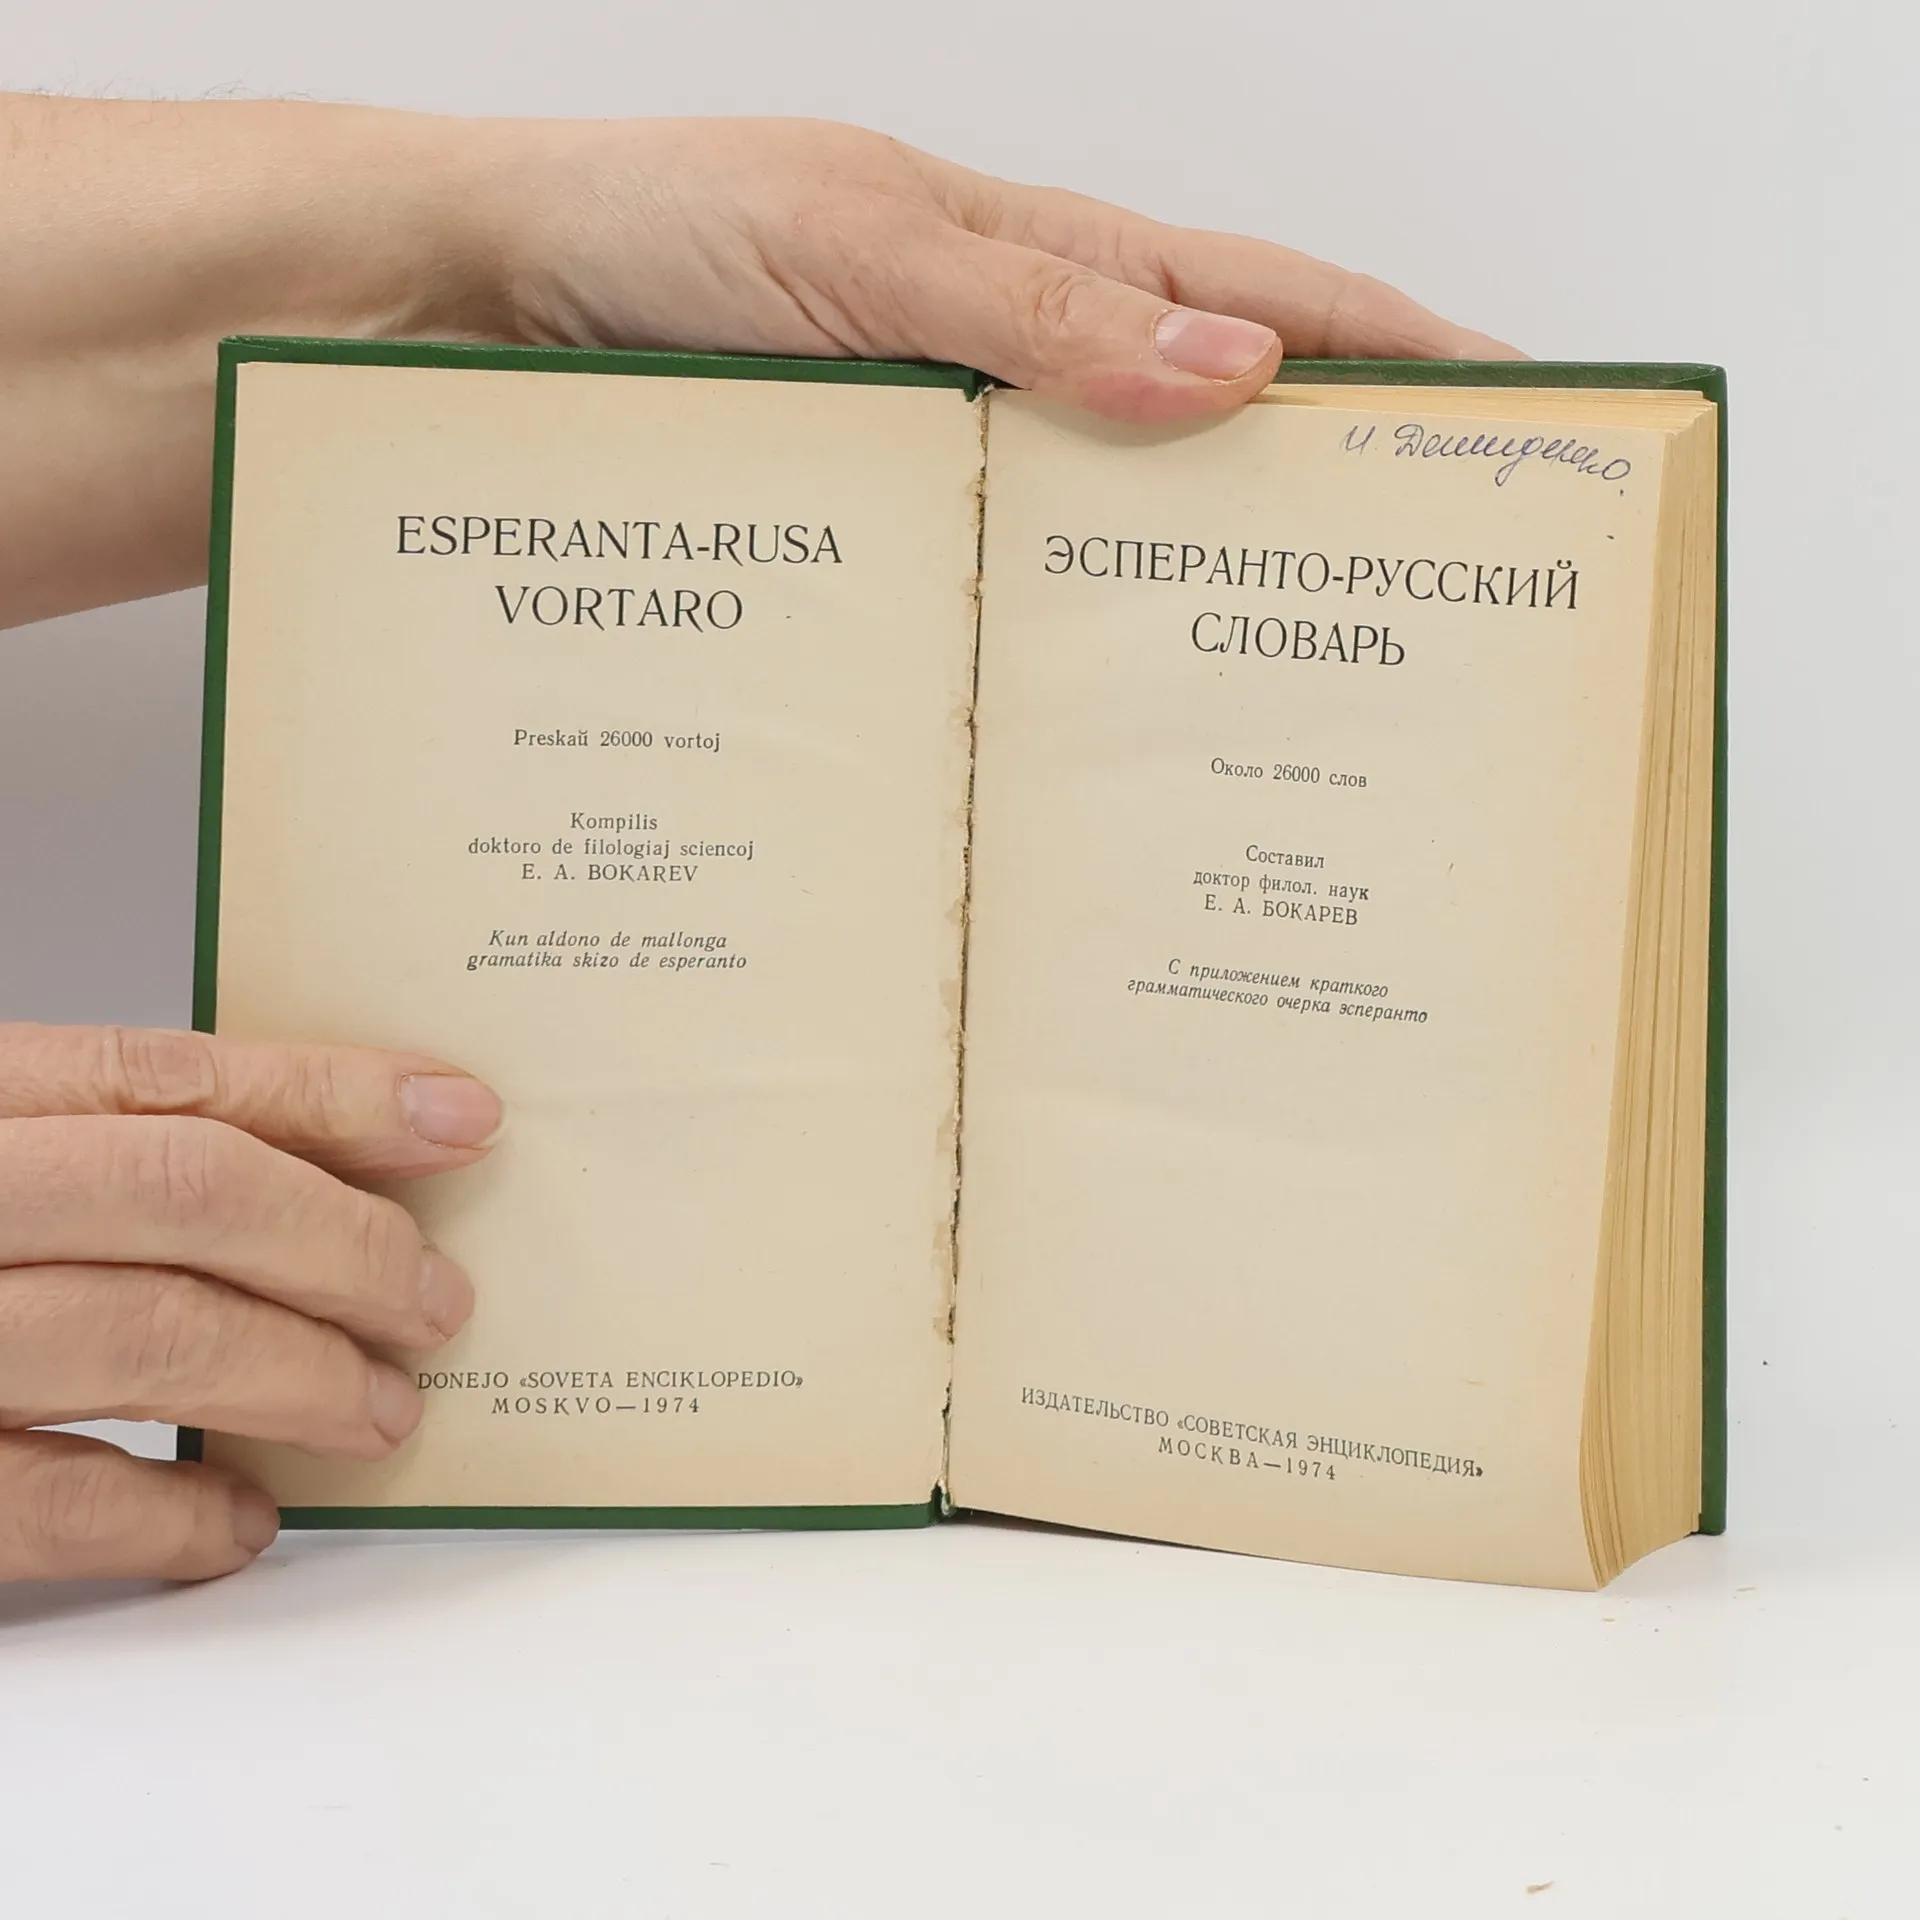 ESPERANTA-RUSA
VORTARO
Preskaŭ 26000 vortoj
Kompilis
doktoro de filologiaj sciencoj
E. A. BOKAREV
Kun aldono de mallonga
gramatika skizo de esperanto
DONEJO «SOVETA ENCIKLOPEDIO»
MOSKVO—1974
И. Демиденко.
ЭСПЕРАНТО-РУССКИЙ
СЛОВАРЬ
Около 26000 слов
Составил
доктор филол. наук
Е. А. БОКАРЕВ
С приложением краткого
грамматического очерка эсперанто
ИЗДАТЕЛЬСТВО «СОВЕТСКАЯ ЭНЦИКЛОПЕДИЯ»
МОСКВА—1974